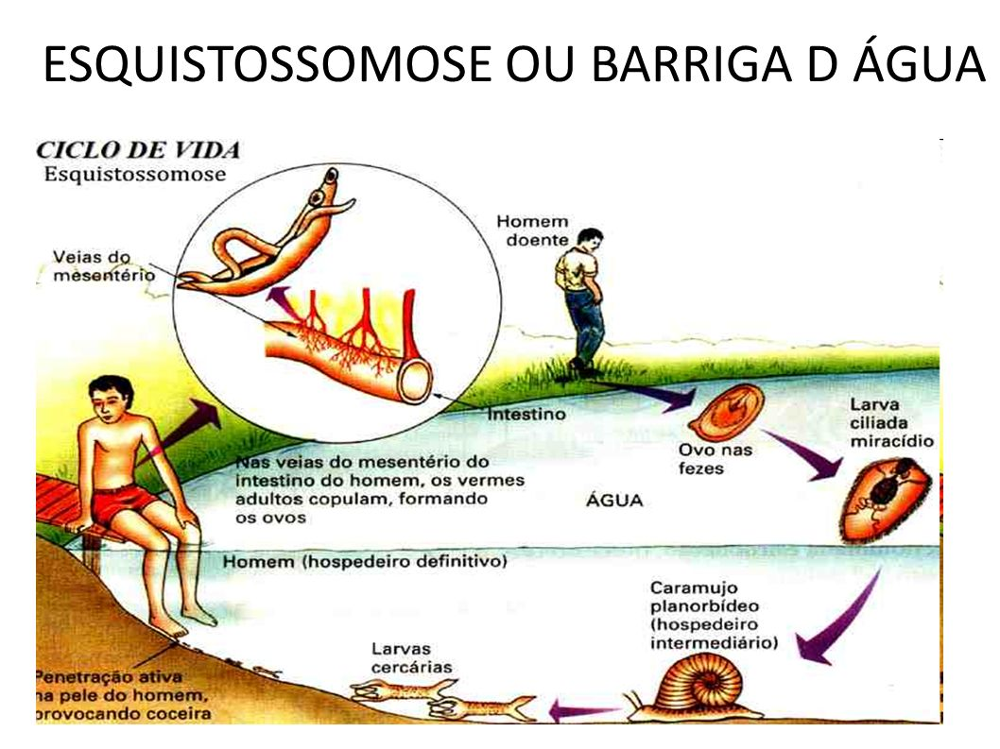 ESQUISTOSSOMOSE OU BARRIGA D ÁGUA
CICLO DE VIDA
Esquistossomose
Veias do
mesentério
Homem
doente
Intestino
Ovo nas
fezes
Larva
ciliada
miracídio
Nas veias do mesentério do
intestino do homem, os vermes
adultos copulam, formando
os ovos
ÁGUA
Homem (hospedeiro definitivo)
Caramujo
planorbídeo
(hospedeiro
intermediário)
Larvas
cercárias
Penetração ativa
na pele do homem,
provocando coceira